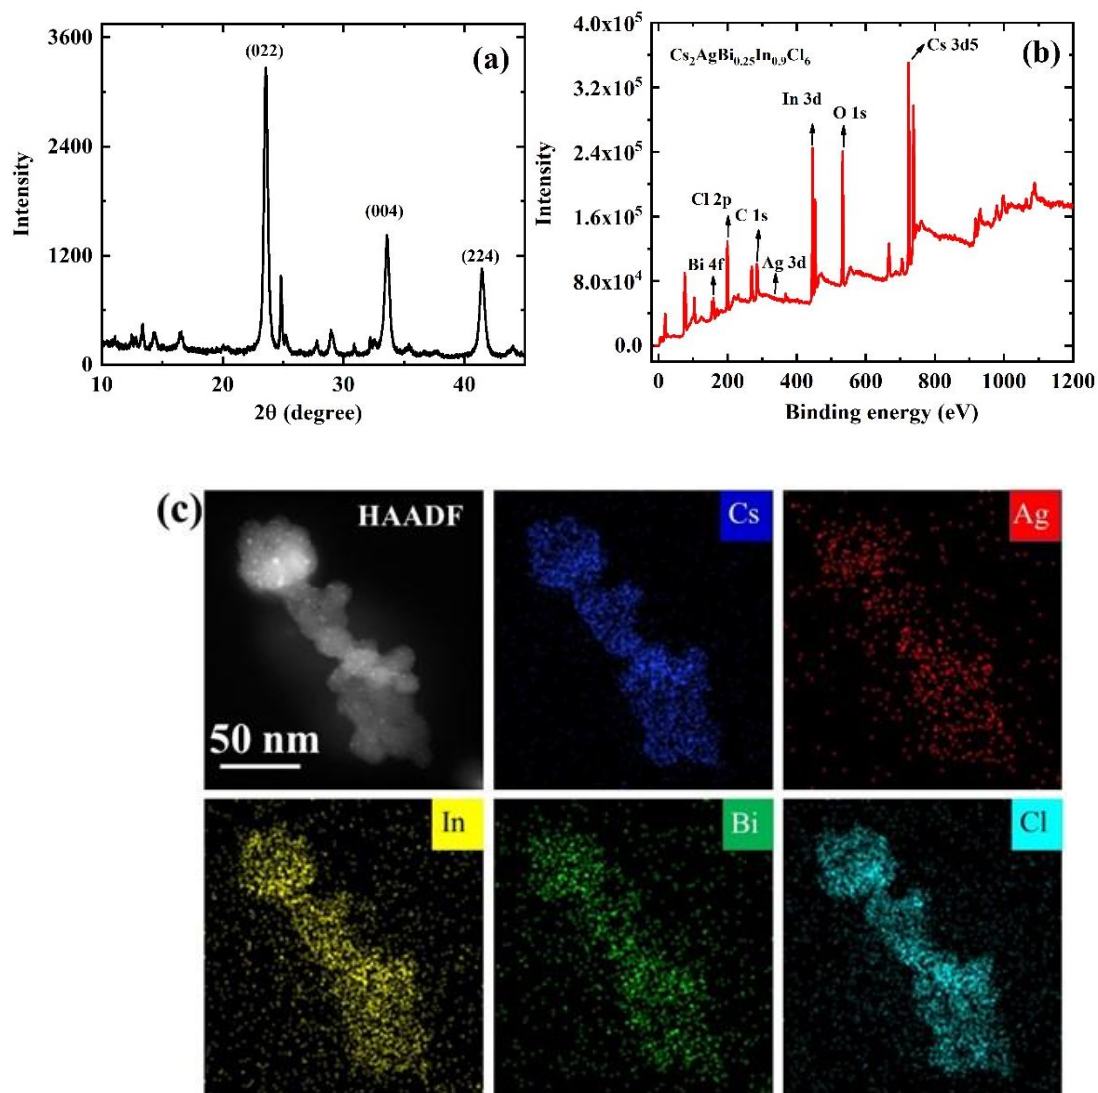 (a)
3600
2400
1200
0
Intensity
(022)
(004)
(224)
10 20 30 40
2θ (degree)
(b)
4.0x10⁵
3.2x10⁵
2.4x10⁵
1.6x10⁵
8.0x10⁴
0.0
Intensity
Cs₂AgBi₀.₂₅In₀.₉Cl₆
Cs 3d5
In 3d
O 1s
Cl 2p
C 1s
Bi 4f
Ag 3d
0 200 400 600 800 1000 1200
Binding energy (eV)
(c)
HAADF
50 nm
Cs
Ag
In
Bi
Cl